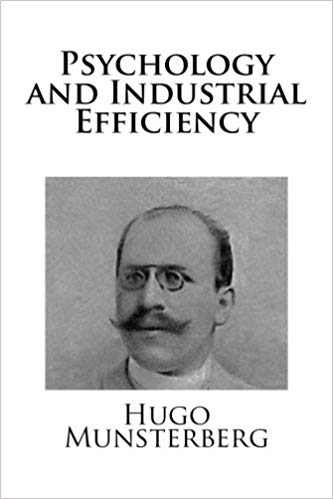 Psychology
and Industrial
Efficiency
Hugo
Munsterberg